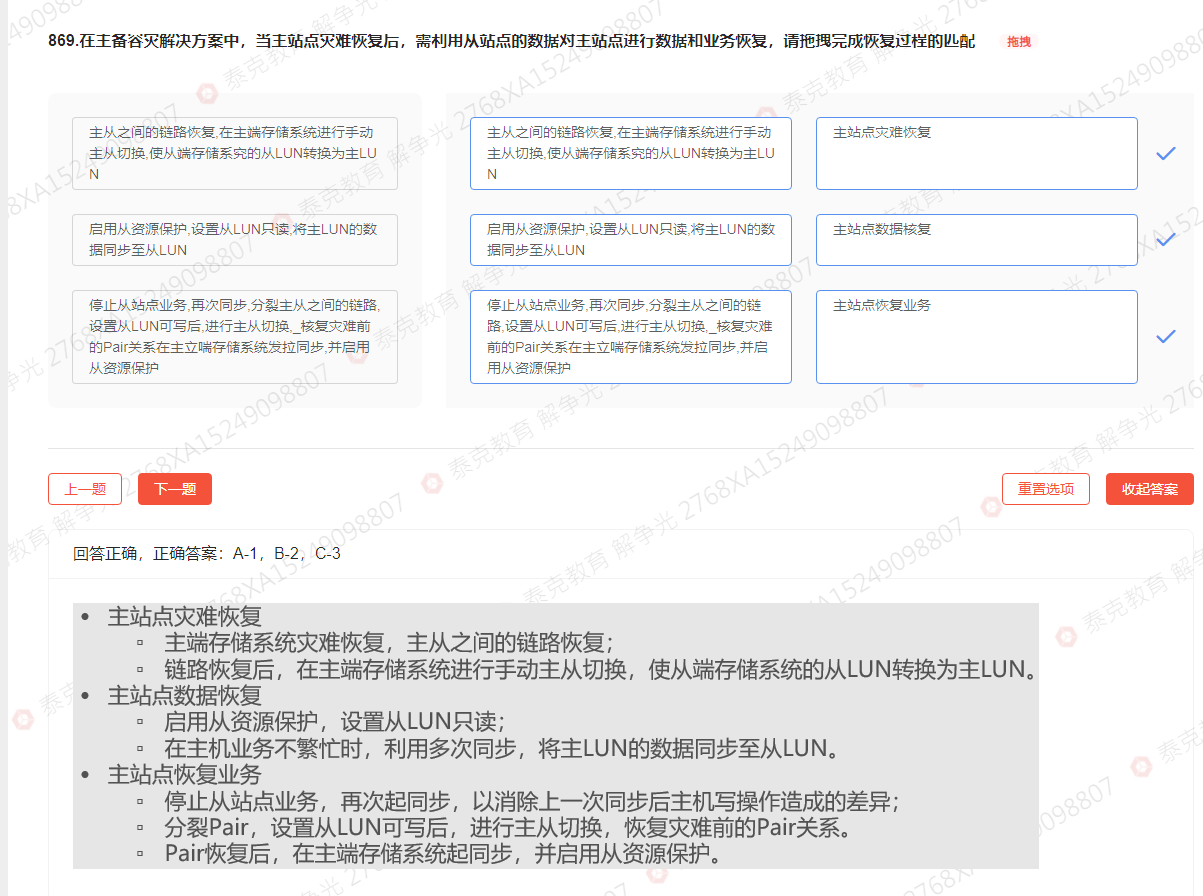 869.在主备容灾解决方案中，当主站点灾难恢复后，需利用从站点的数据对主站点进行数据和业务恢复，请拖拽完成恢复过程的匹配
拖拽
主从之间的链路恢复,在主端存储系统进行手动
主从切换,使从端存储系究的从LUN转换为主LU
N
启用从资源保护,设置从LUN只读,将主LUN的数
据同步至从LUN
停止从站点业务,再次同步,分裂主从之间的链路,
设置从LUN可写后,进行主从切换,_核复灾难前
的Pair关系在主立喘存储系统发拉同步,并启用
从资源保护
主从之间的链路恢复,在主端存储系统进行手动
主从切换,使从端存储系究的从LUN转换为主LU
N
主站点灾难恢复
启用从资源保护,设置从LUN只读,将主LUN的数
据同步至从LUN
主站点数据核复
停止从站点业务,再次同步,分裂主从之间的链
路,设置从LUN可写后,进行主从切换,_核复灾难
前的Pair关系在主立喘存储系统发拉同步,并启
用从资源保护
主站点恢复业务
上一题
下一题
重置选项
收起答案
回答正确，正确答案：A-1，B-2，C-3
• 主站点灾难恢复
▫ 主端存储系统灾难恢复，主从之间的链路恢复；
▫ 链路恢复后，在主端存储系统进行手动主从切换，使从端存储系统的从LUN转换为主LUN。
• 主站点数据恢复
▫ 启用从资源保护，设置从LUN只读；
▫ 在主机业务不繁忙时，利用多次同步，将主LUN的数据同步至从LUN。
• 主站点恢复业务
▫ 停止从站点业务，再次起同步，以消除上一次同步后主机写操作造成的差异；
▫ 分裂Pair，设置从LUN可写后，进行主从切换，恢复灾难前的Pair关系。
▫ Pair恢复后，在主端存储系统起同步，并启用从资源保护。
泰克教育 解争光 2768XA15249098807